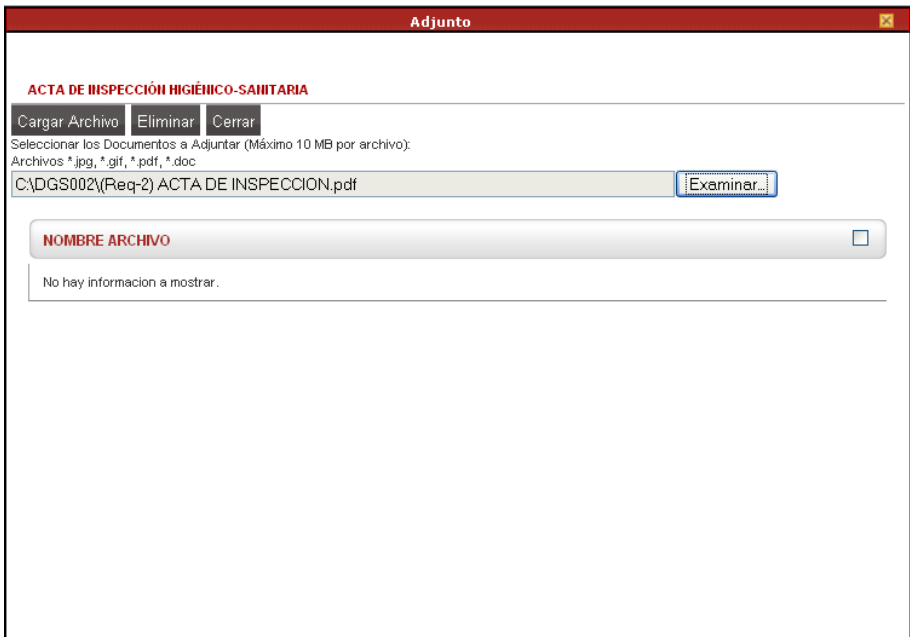 Adjunto
ACTA DE INSPECCIÓN HIGIÉNICO-SANITARIA
Cargar Archivo Eliminar Cerrar
Seleccionar los Documentos a Adjuntar (Máximo 10 MB por archivo):
Archivos *.jpg, *.gif, *.pdf, *.doc
C:\DGS002\(Req-2) ACTA DE INSPECCION.pdf Examinar...
NOMBRE ARCHIVO
No hay informacion a mostrar.